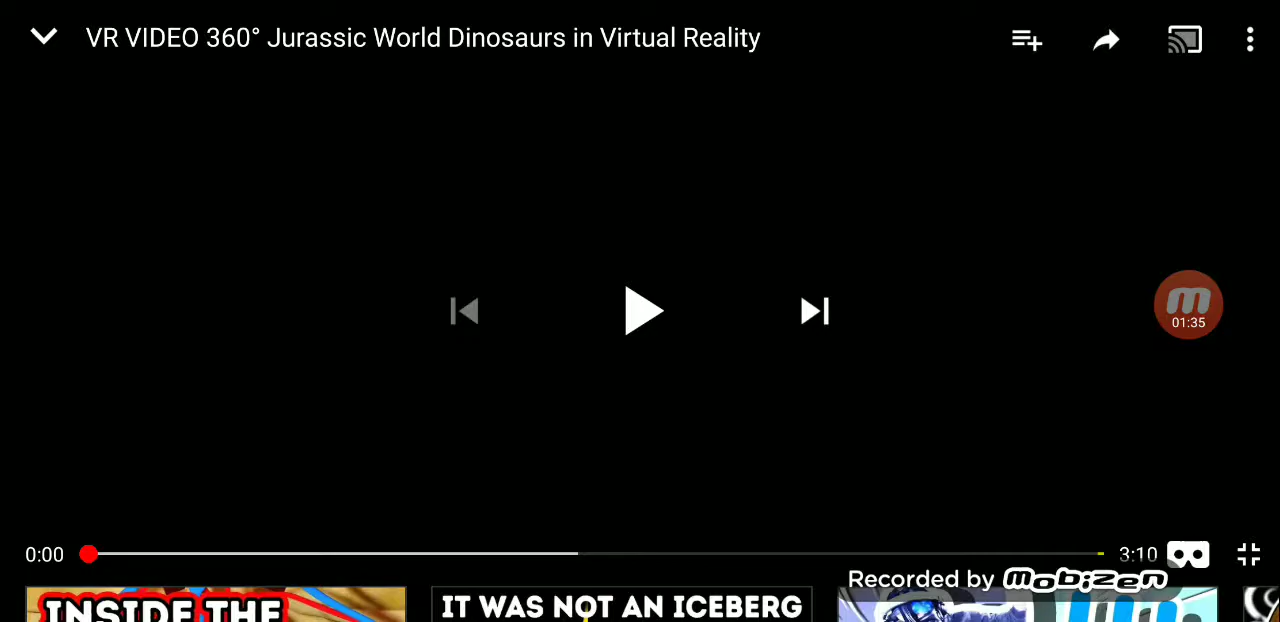 VR VIDEO 360° Jurassic World Dinosaurs in Virtual Reality
m
01:35
0:00
3:10
Recorded by mobizen
INSIDE THE
IT WAS NOT AN ICEBERG